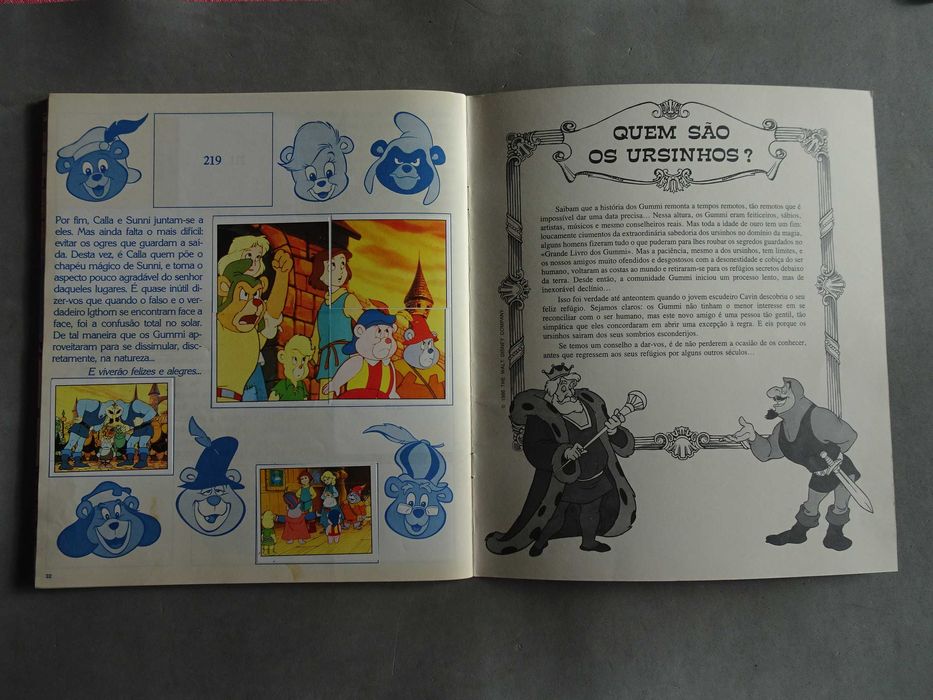 219
Por fim, Calla e Sunni juntam-se a
eles. Mas ainda falta o mais difícil:
evitar os ogres que guardam a saí-
da. Desta vez, é Calla quem põe o
chapéu mágico de Sunni, e toma o
aspecto pouco agradável do senhor
daqueles lugares. É quase inútil di-
zer-vos que quando o falso e o ver-
dadeiro Igthorn se encontram face a
face, foi a confusão total no solar.
De tal maneira que os Gummi apro-
veitaram para se dissimular, discre-
tamente, na natureza...
E viverão felizes e alegres...
32
QUEM SÃO
OS URSINHOS?
Saibam que a história dos Gummi remonta a tempos remotos, tão remotos que é
impossível dar uma data precisa... Nessa altura, os Gummi eram feiticeiros, sábios,
artistas, músicos e mesmo conselheiros reais. Mas toda a idade de ouro tem um fim:
loucamente ciumentos da extraordinária sabedoria dos ursinhos do domínio da magia,
alguns homens fizeram tudo o que puderam para lhes roubar os segredos guardados no
«Grande Livro dos Gummi». Mas a paciência, mesmo a dos ursinhos, tem limites, e
os nossos amigos muito ofendidos e desgostosos com a desonestidade e cobiça do ser
humano, voltaram as costas ao mundo e retiraram-se para os refúgios secretos debaixo
da terra. Desde então, a comunidade Gummi iniciou um processo lento, mas de
inexorável declínio...
Isso foi verdade até anteontem quando o jovem escudeiro Cavin descobria o seu
feliz refúgio. Sejamos claros: os Gummi não tinham o menor interesse em se
reconciliar com o ser humano, mas este novo amigo é uma pessoa tão gentil, tão
simpática que eles concordaram em abrir uma excepção à regra. E eis porque os
ursinhos saíram dos seus sombrios esconderijos.
Se temos um conselho a dar-vos, é de não perderem a ocasião de os conhecer,
antes que regressem aos seus refúgios por alguns outros séculos...
THE WALT DISNEY COMPANY